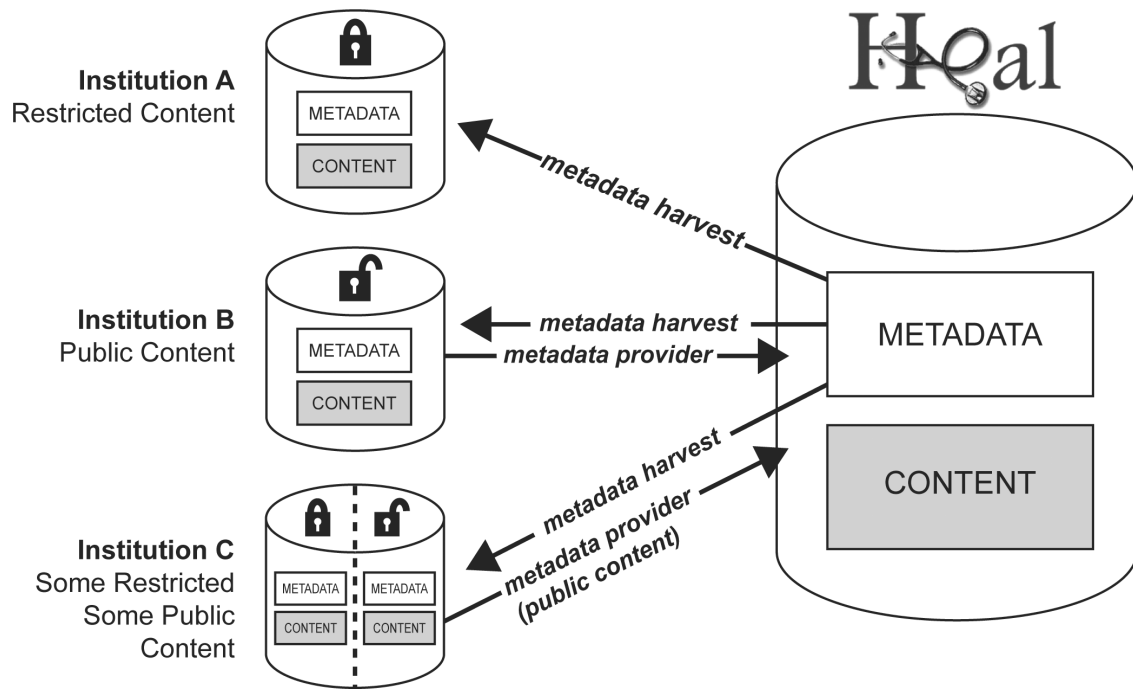 Heal
Institution A
Restricted Content
METADATA
CONTENT
metadata harvest
Institution B
Public Content
METADATA
CONTENT
metadata harvest
metadata provider
METADATA
CONTENT
Institution C
Some Restricted
Some Public
Content
METADATA
METADATA
CONTENT
CONTENT
metadata harvest
metadata provider
(public content)